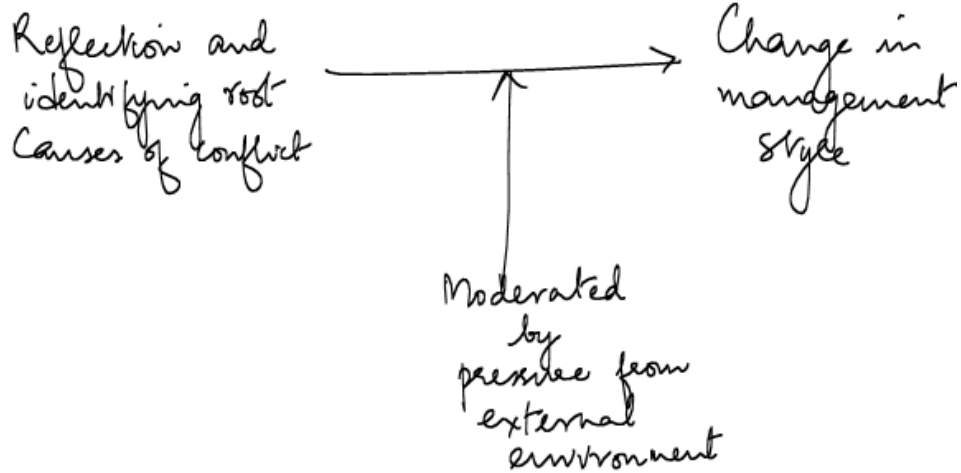 Reflection and
identifying root
Causes of conflict
Change in
management
style
Moderated
by
pressure from
external
environment